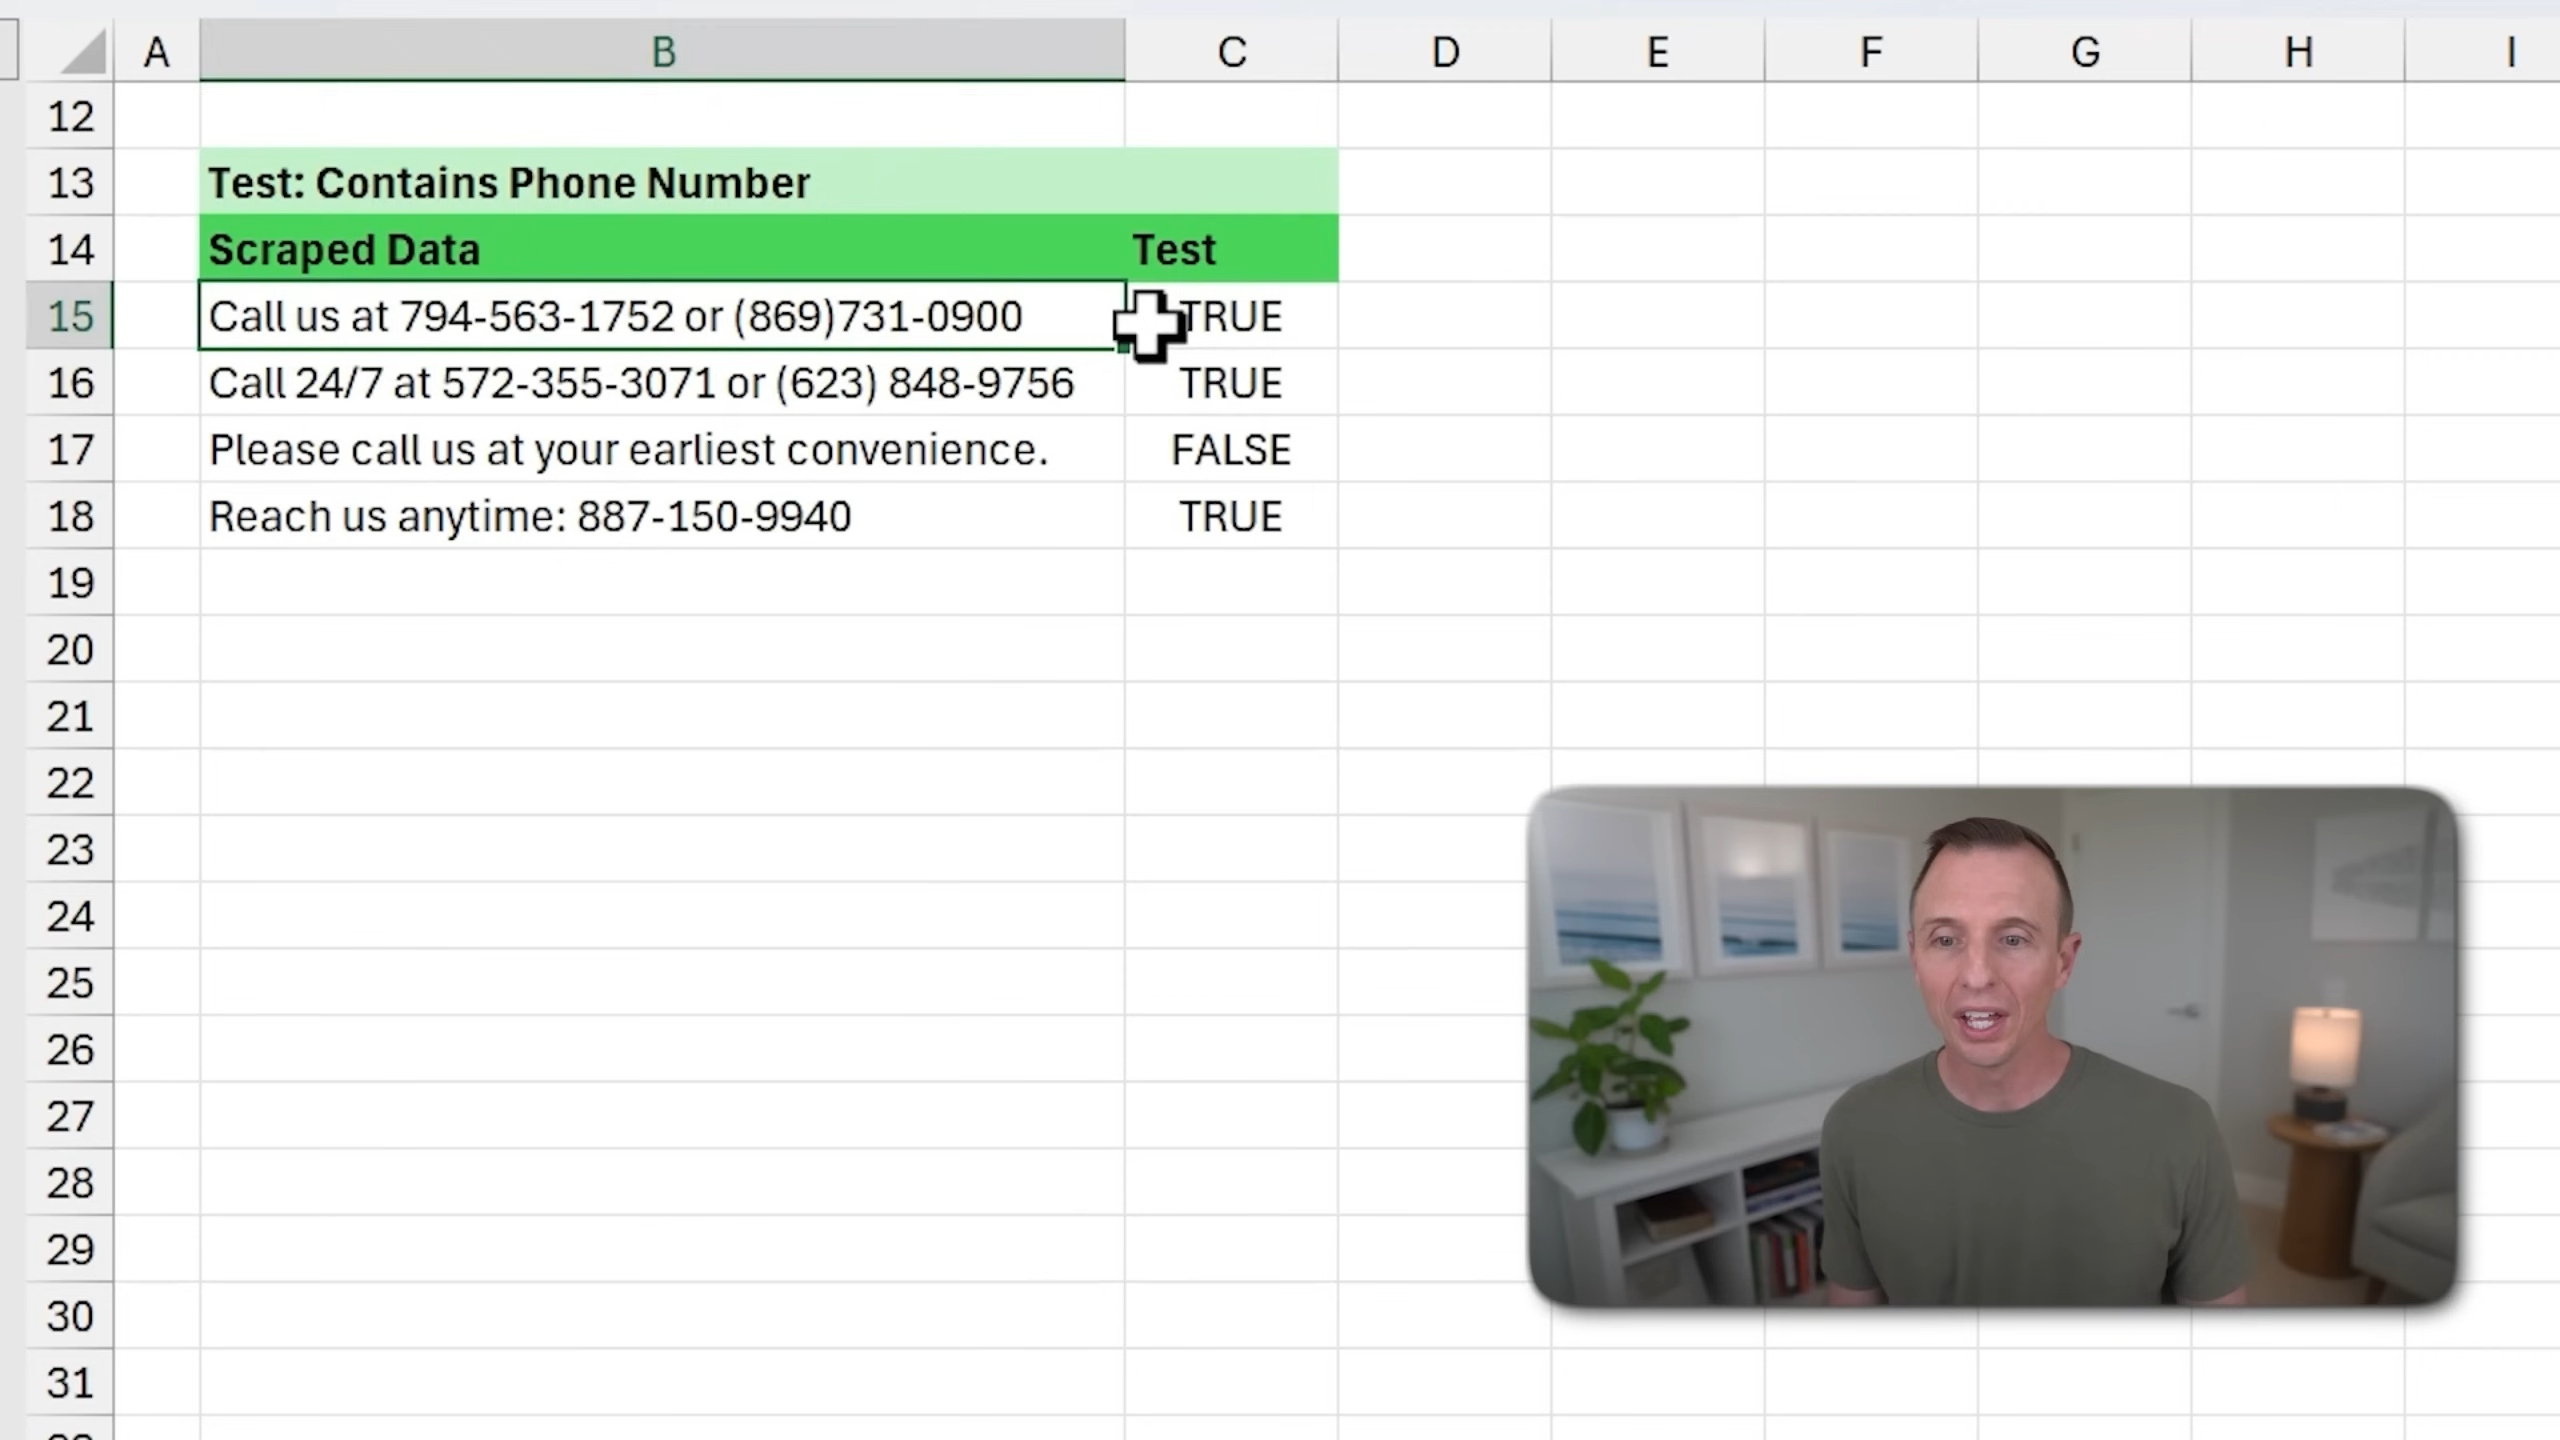 A B C D E F G H I
12
13 Test: Contains Phone Number
14 Scraped Data Test
15 Call us at 794-563-1752 or (869)731-0900 TRUE
16 Call 24/7 at 572-355-3071 or (623) 848-9756 TRUE
17 Please call us at your earliest convenience. FALSE
18 Reach us anytime: 887-150-9940 TRUE
19
20
21
22
23
24
25
26
27
28
29
30
31